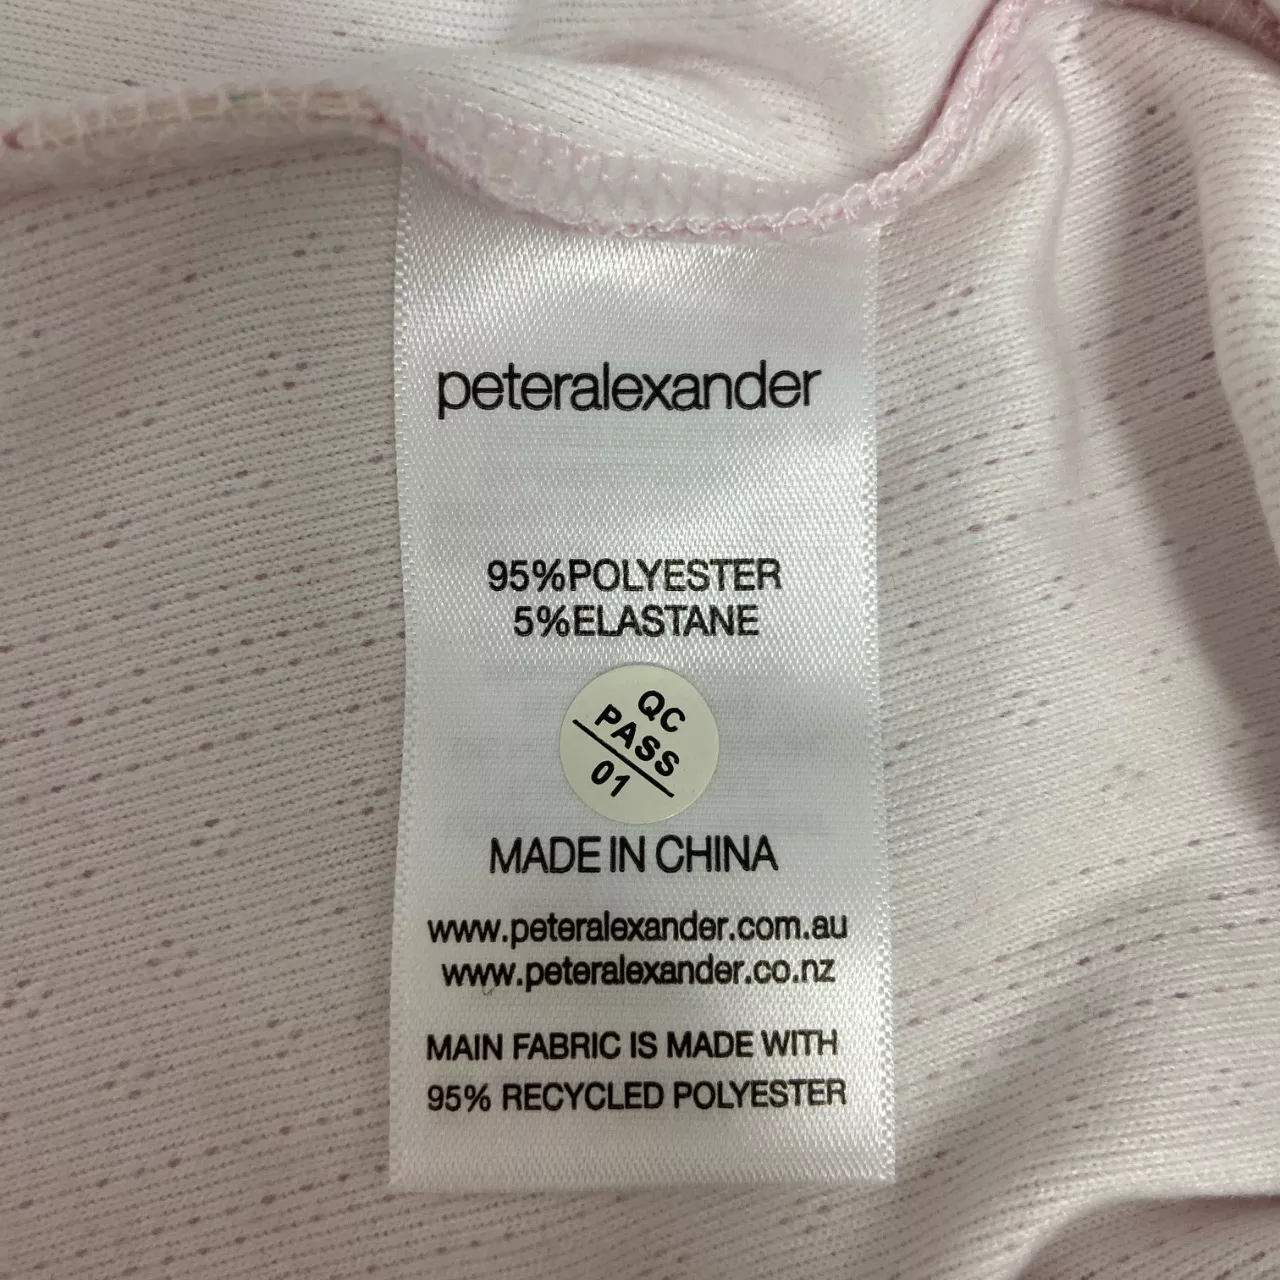 peteralexander
95%POLYESTER
5%ELASTANE
QC
PASS
01
MADE IN CHINA
www.peteralexander.com.au
www.peteralexander.co.nz
MAIN FABRIC IS MADE WITH
95% RECYCLED POLYESTER